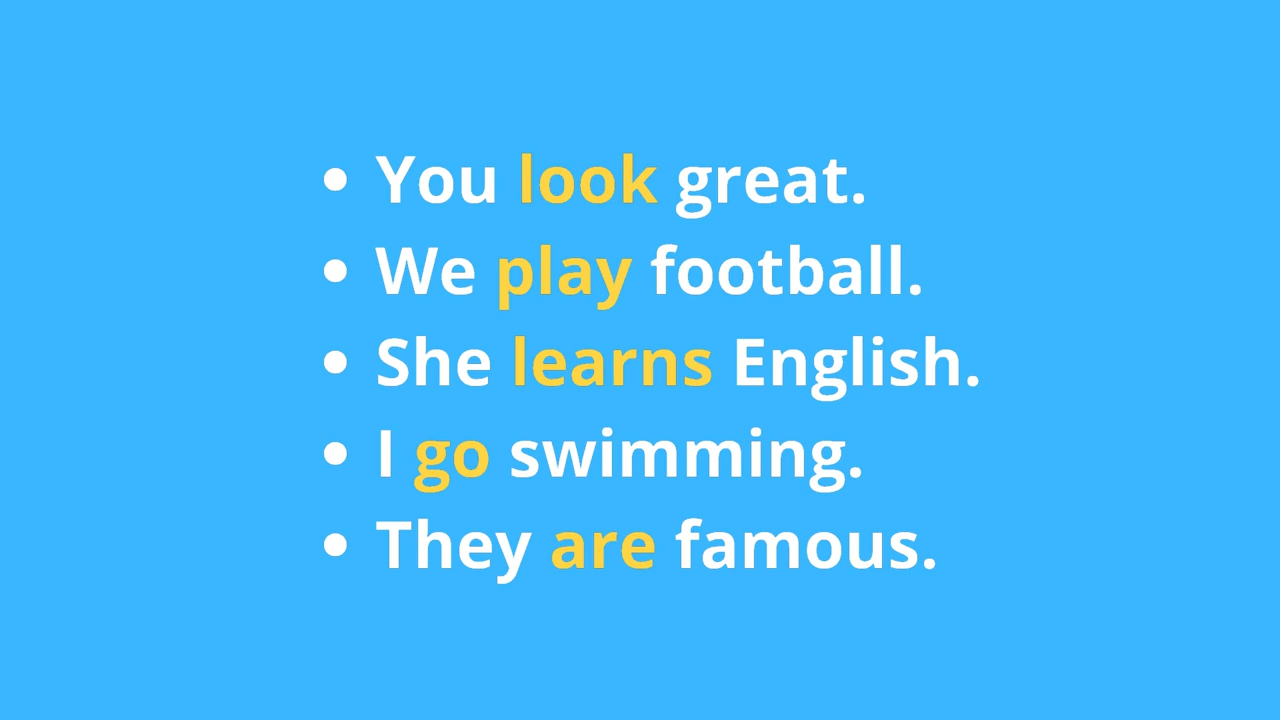 • You look great.
• We play football.
• She learns English.
• I go swimming.
• They are famous.